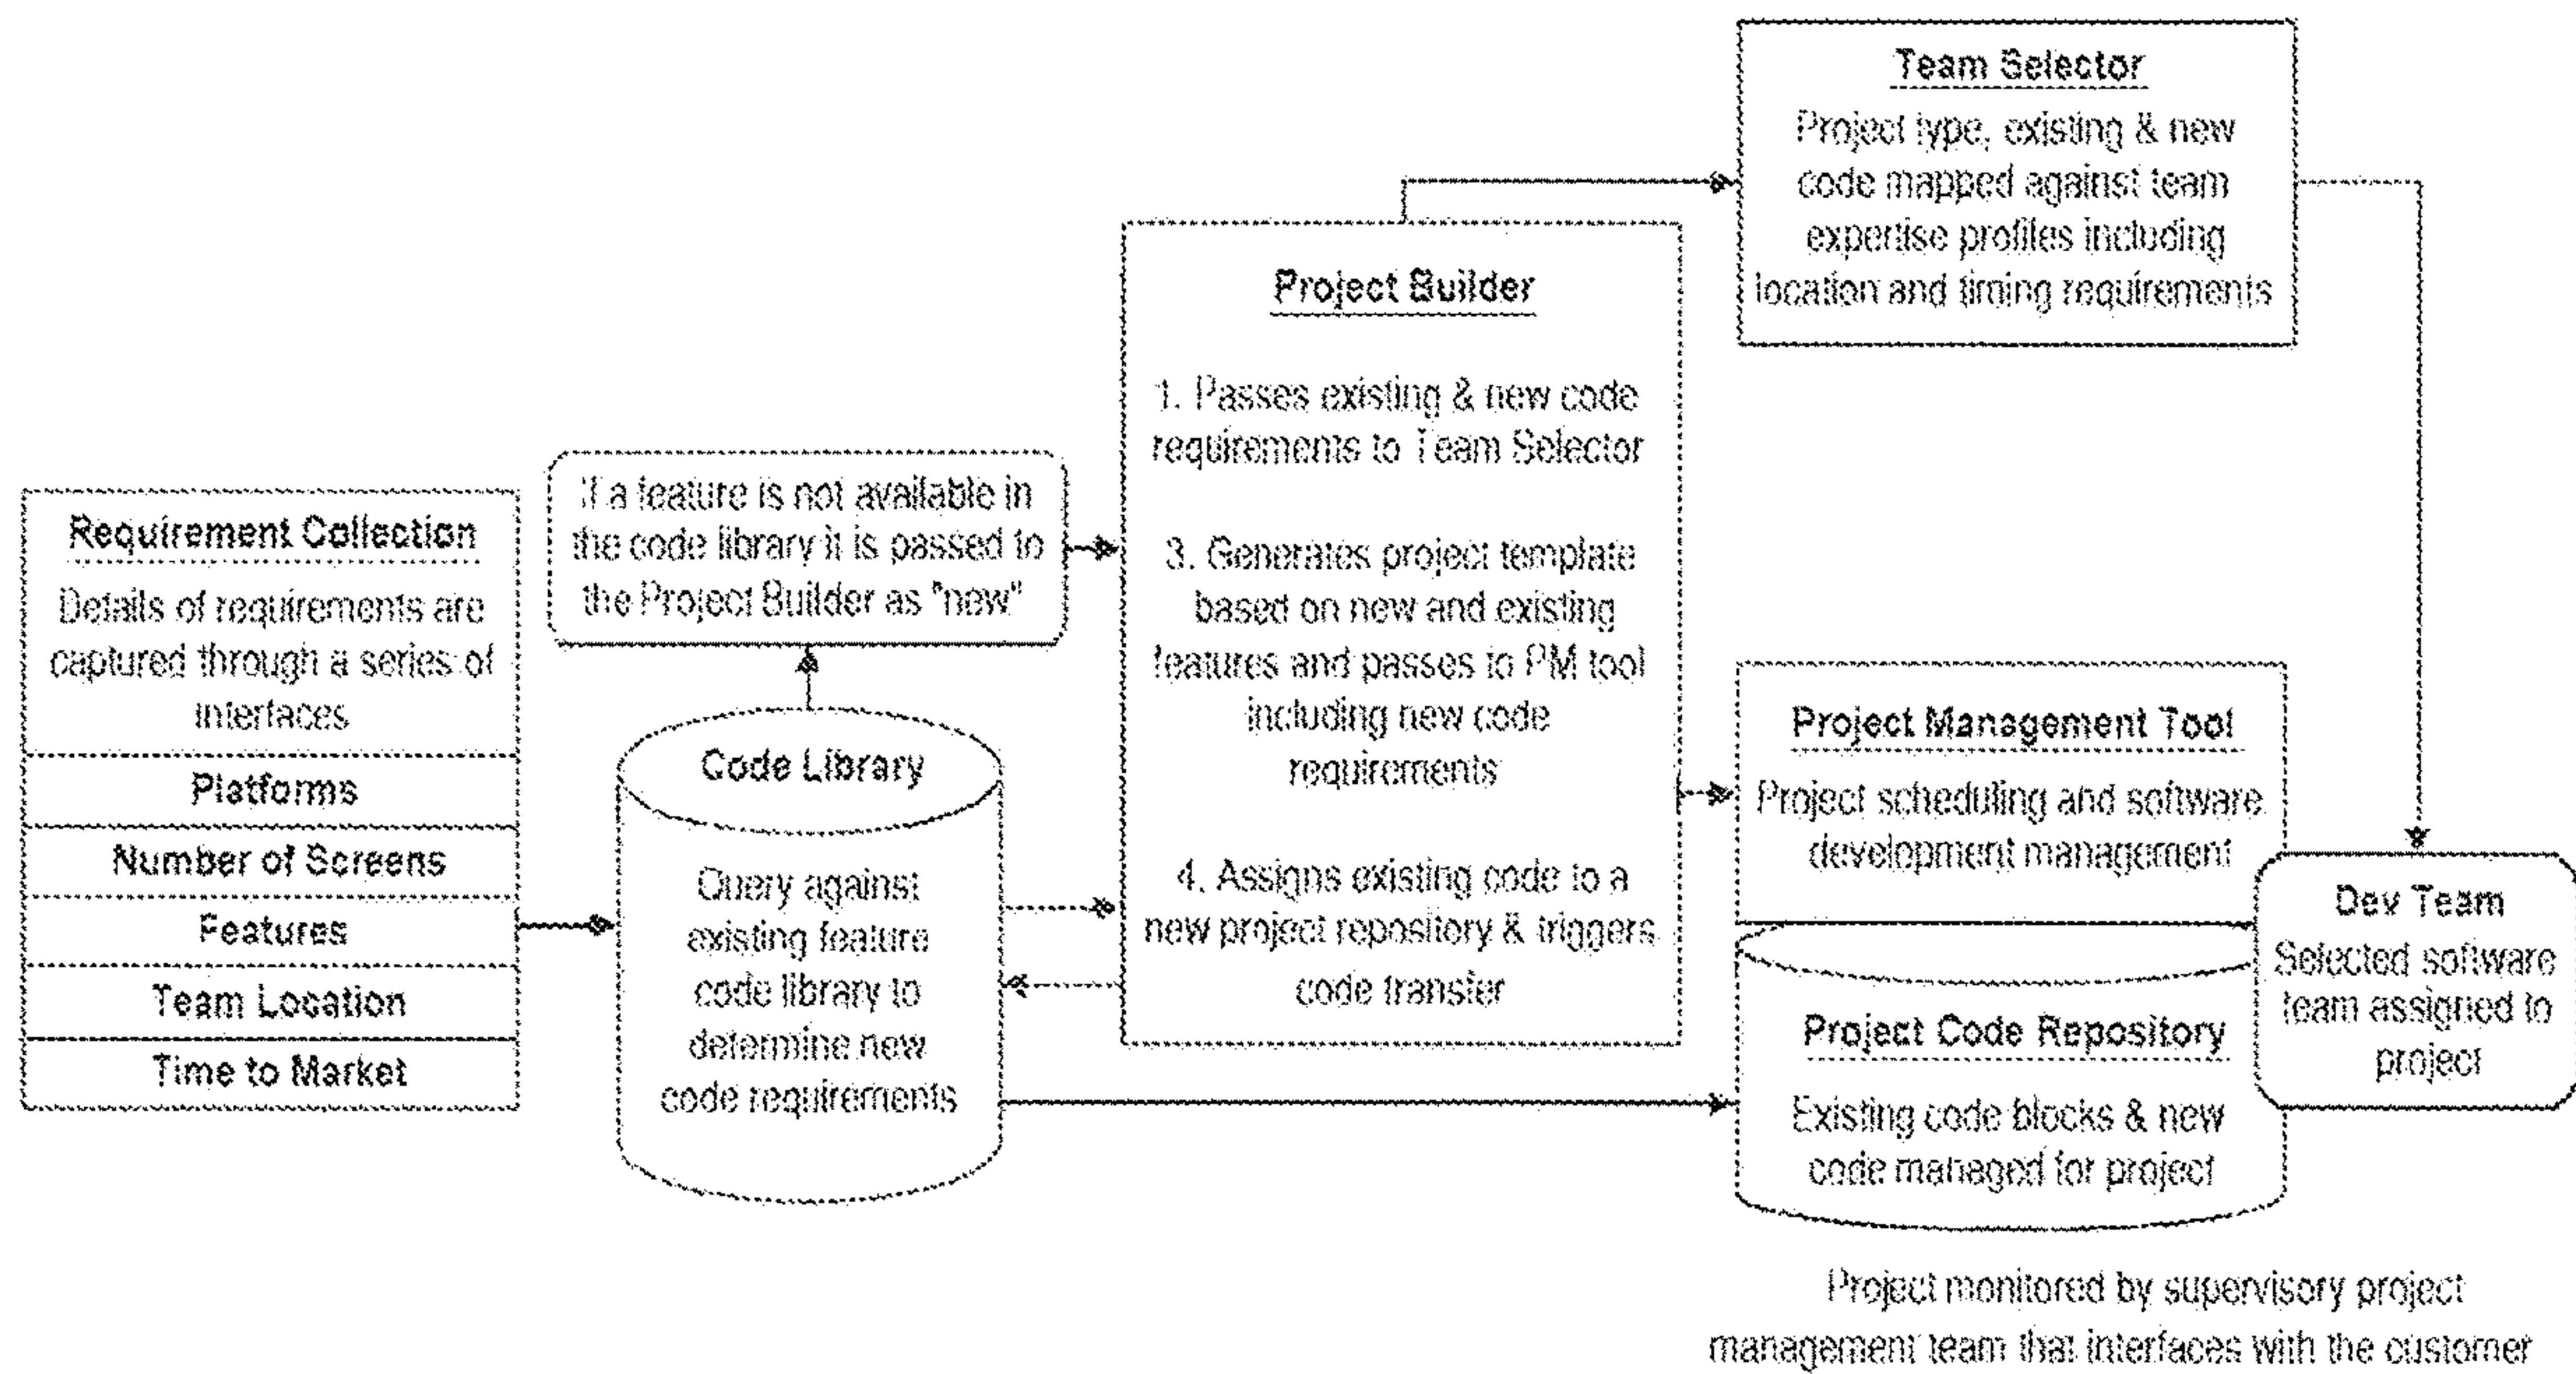 Requirement Collection
Details of requirements are
captured through a series of
interfaces
Platforms
Number of Screens
Features
Team Location
Time to Market
If a feature is not available in
the code library it is passed to
the Project Builder as "new"
Code Library
Query against
existing feature
code library to
determine new
code requirements
Project Builder
1. Passes existing & new code
requirements to Team Selector
3. Generates project template
based on new and existing
features and passes to PM tool
including new code
requirements
4. Assigns existing code to a
new project repository & triggers
code transfer
Team Selector
Project type, existing & new
code mapped against team
expertise profiles including
location and timing requirements
Project Management Tool
Project scheduling and software
development management
Dev Team
Selected software
team assigned to
project
Project Code Repository
Existing code blocks & new
code managed for project
Project monitored by supervisory project
management team that interfaces with the customer